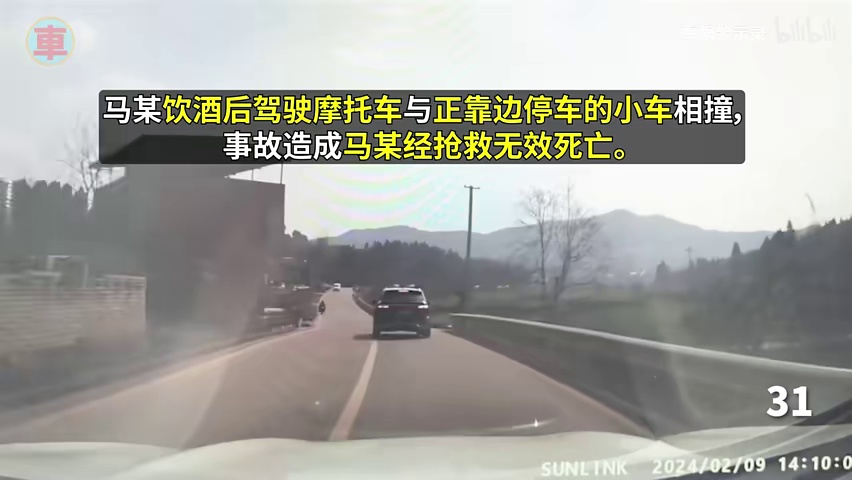 車
bilibili
马某饮酒后驾驶摩托车与正靠边停车的小车相撞,
事故造成马某经抢救无效死亡。
31
SUNLINK 2024/02/09 14:10:0